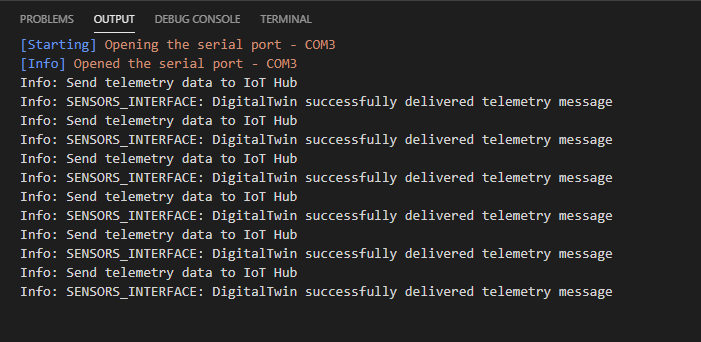 PROBLEMS OUTPUT DEBUG CONSOLE TERMINAL
[Starting] Opening the serial port - COM3
[Info] Opened the serial port - COM3
Info: Send telemetry data to IoT Hub
Info: SENSORS_INTERFACE: DigitalTwin successfully delivered telemetry message
Info: Send telemetry data to IoT Hub
Info: SENSORS_INTERFACE: DigitalTwin successfully delivered telemetry message
Info: Send telemetry data to IoT Hub
Info: SENSORS_INTERFACE: DigitalTwin successfully delivered telemetry message
Info: Send telemetry data to IoT Hub
Info: SENSORS_INTERFACE: DigitalTwin successfully delivered telemetry message
Info: Send telemetry data to IoT Hub
Info: SENSORS_INTERFACE: DigitalTwin successfully delivered telemetry message
Info: Send telemetry data to IoT Hub
Info: SENSORS_INTERFACE: DigitalTwin successfully delivered telemetry message